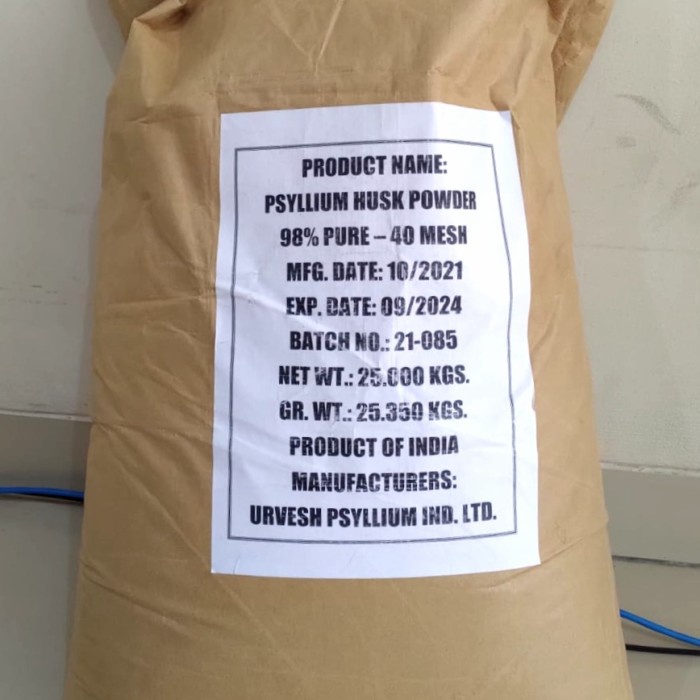 PRODUCT NAME:
PSYLLIUM HUSK POWDER
98% PURE – 40 MESH
MFG. DATE: 10/2021
EXP. DATE: 09/2024
BATCH NO.: 21-085
NET WT.: 25.000 KGS.
GR. WT.: 25.350 KGS.
PRODUCT OF INDIA
MANUFACTURERS:
URVESH PSYLLIUM IND. LTD.